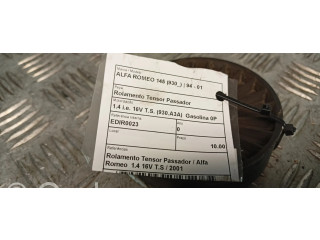 ALFA ROMEO 146 (930_) : 94 - 01
Rolamento Tensor Passador
1.4 i.e. 16V T.S. (930.A3A) Gasolina 5P
EDIR0023
0
10.00
Rolamento Tensor Passador / Alfa
Romeo 1.4 16V T.S / 2001